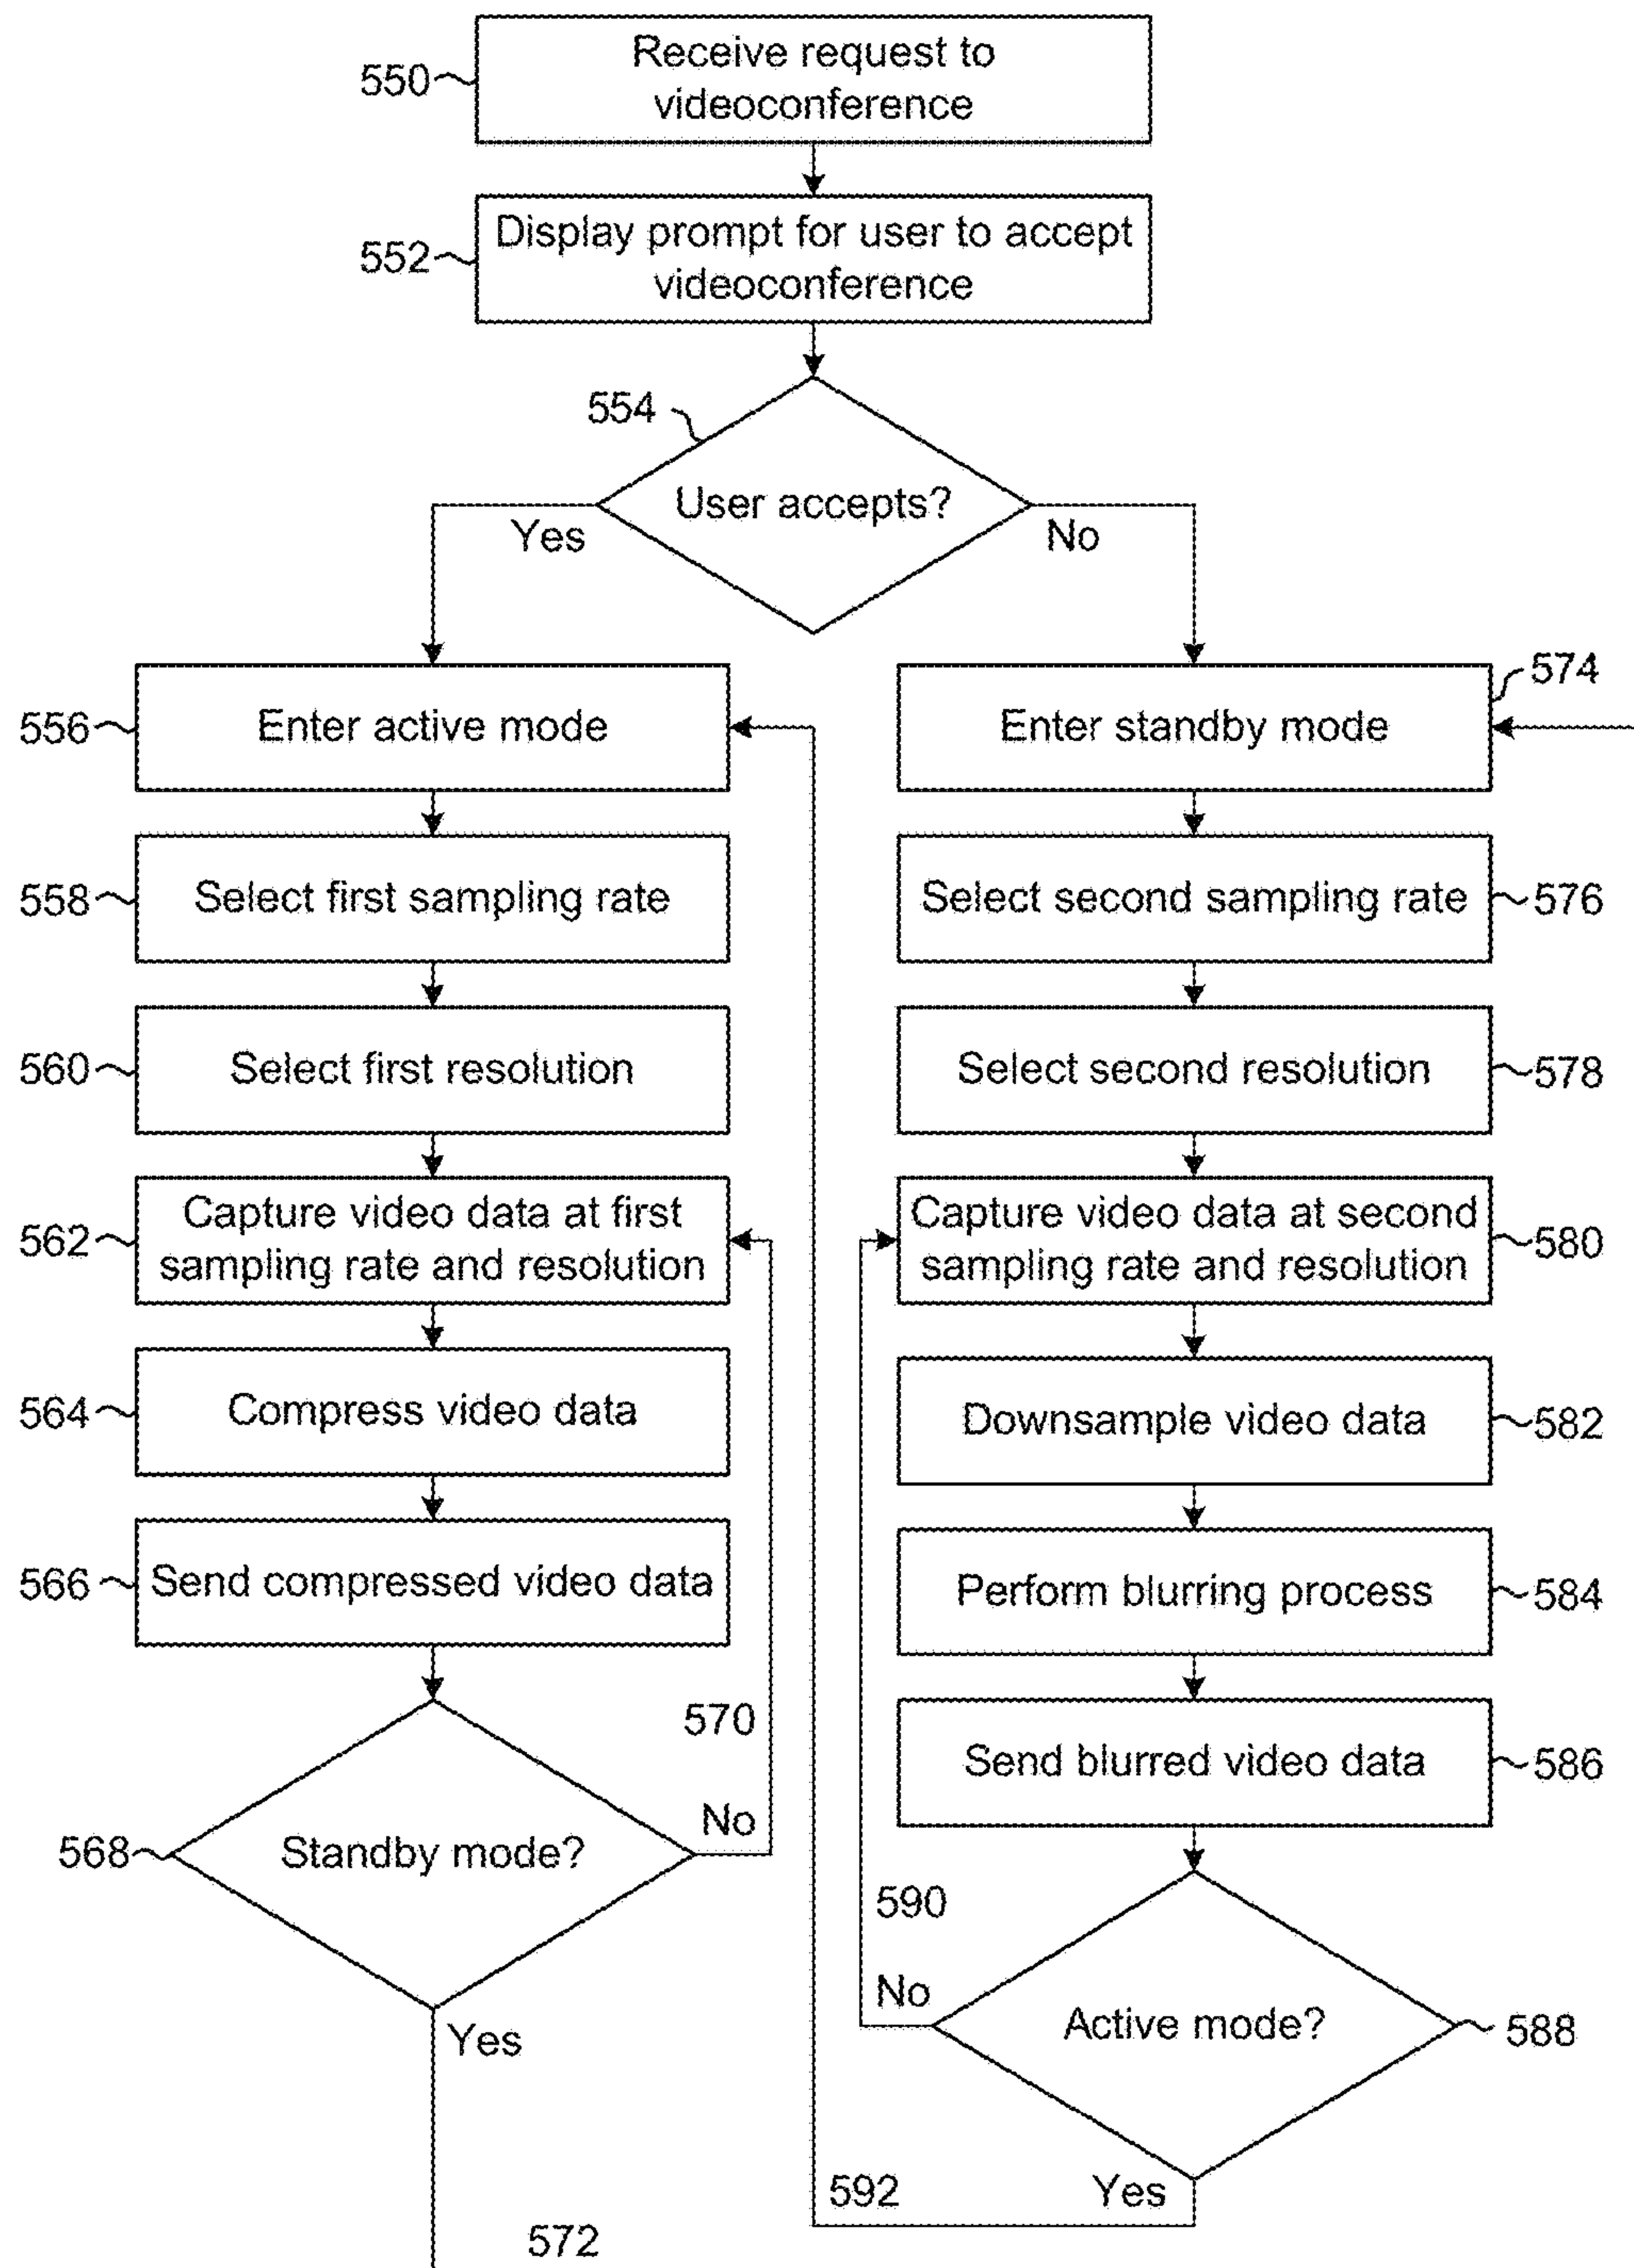 550
Receive request to
videoconference
552
Display prompt for user to accept
videoconference
554
User accepts?
Yes
No
556
Enter active mode
558
Select first sampling rate
560
Select first resolution
562
Capture video data at first
sampling rate and resolution
564
Compress video data
566
Send compressed video data
568
Standby mode?
570
No
Yes
572
574
Enter standby mode
Select second sampling rate
576
Select second resolution
578
Capture video data at second
sampling rate and resolution
580
Downsample video data
582
Perform blurring process
584
Send blurred video data
586
590
No
Active mode?
588
592
Yes